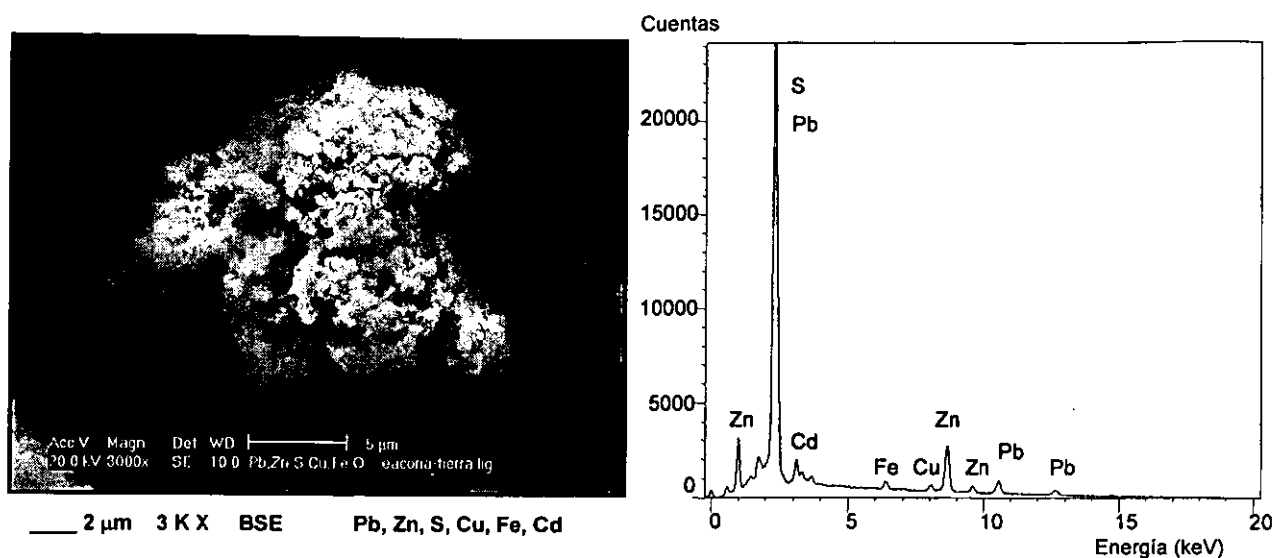 Cuentas
S
Pb
20000
15000
10000
5000
0
Zn
Cd
Fe
Cu
Zn
Zn
Pb
Pb
0
5
10
15
20
Energía (keV)
Acc V Magn Det WD 5 µm
20.0 kV 3000x SE 10.0 Pb,Zn S Cu,Fe O
2 µm 3 K X BSE Pb, Zn, S, Cu, Fe, Cd